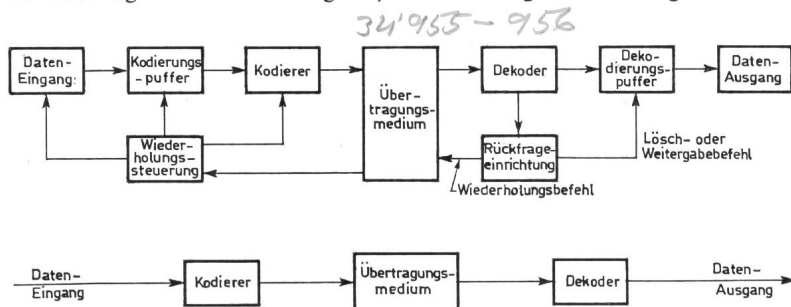 34'955-956
Daten-
Eingang:
Kodierungs
-puffer
Kodierer
Über-
tragungs-
medium
Dekoder
Deko-
dierungs-
puffer
Daten-
Ausgang
Wieder-
holungs-
steuerung
Rückfrage-
einrichtung
Lösch- oder
Weitergabebefehl
Wiederholungsbefehl
Daten-
Eingang
Kodierer
Übertragungs-
medium
Dekoder
Daten-
Ausgang